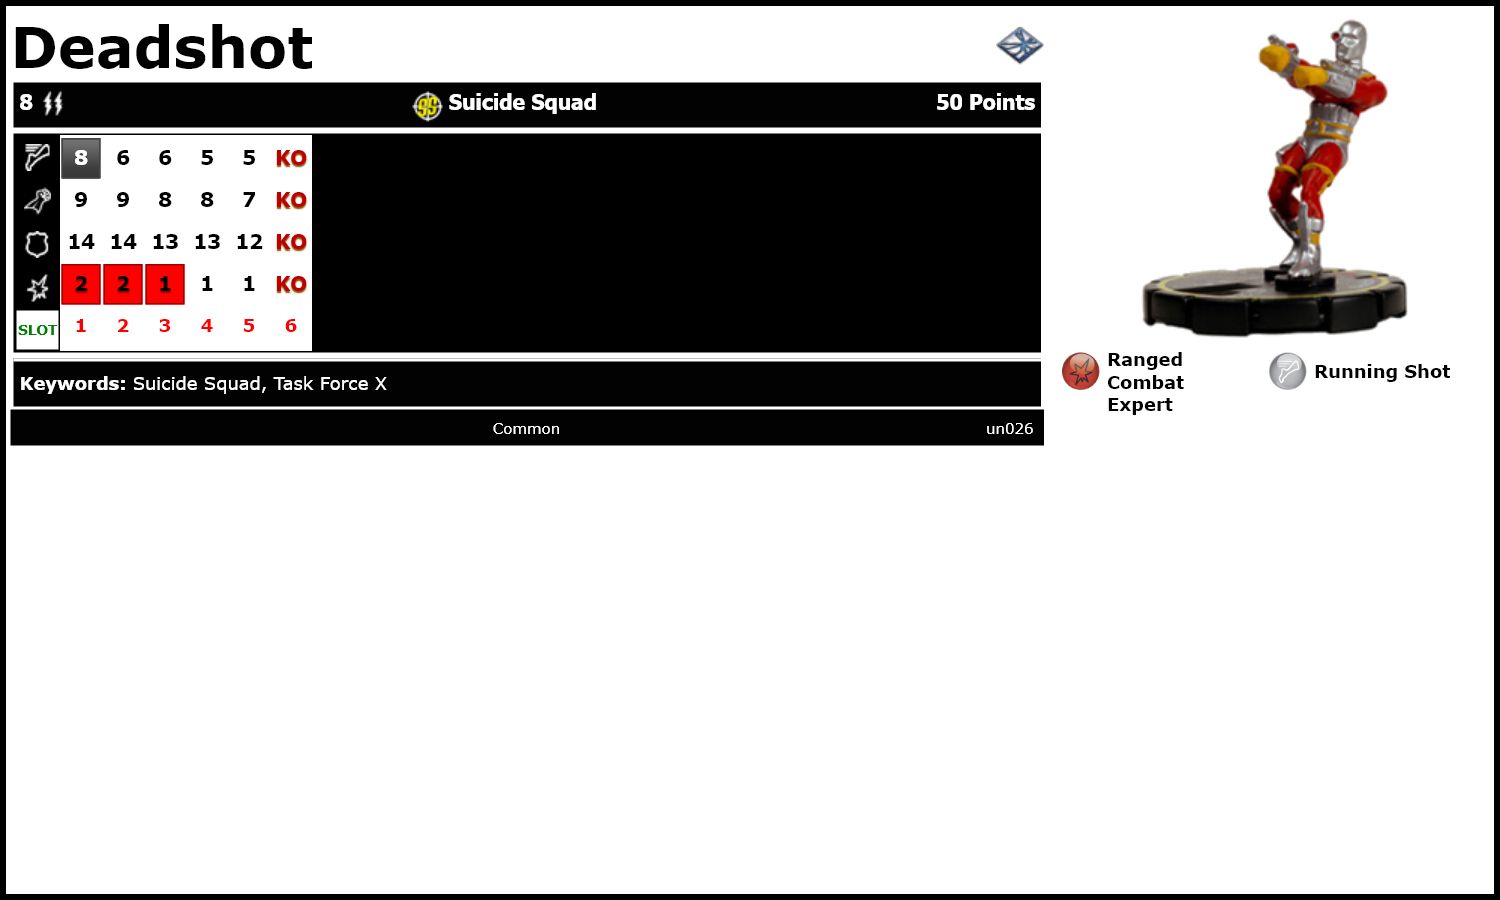 Deadshot
8 Suicide Squad 50 Points
8 6 6 5 5 KO
9 9 8 8 7 KO
14 14 13 13 12 KO
2 2 1 1 1 KO
SLOT 1 2 3 4 5 6
Keywords: Suicide Squad, Task Force X
Common un026
Ranged
Combat
Expert
Running Shot